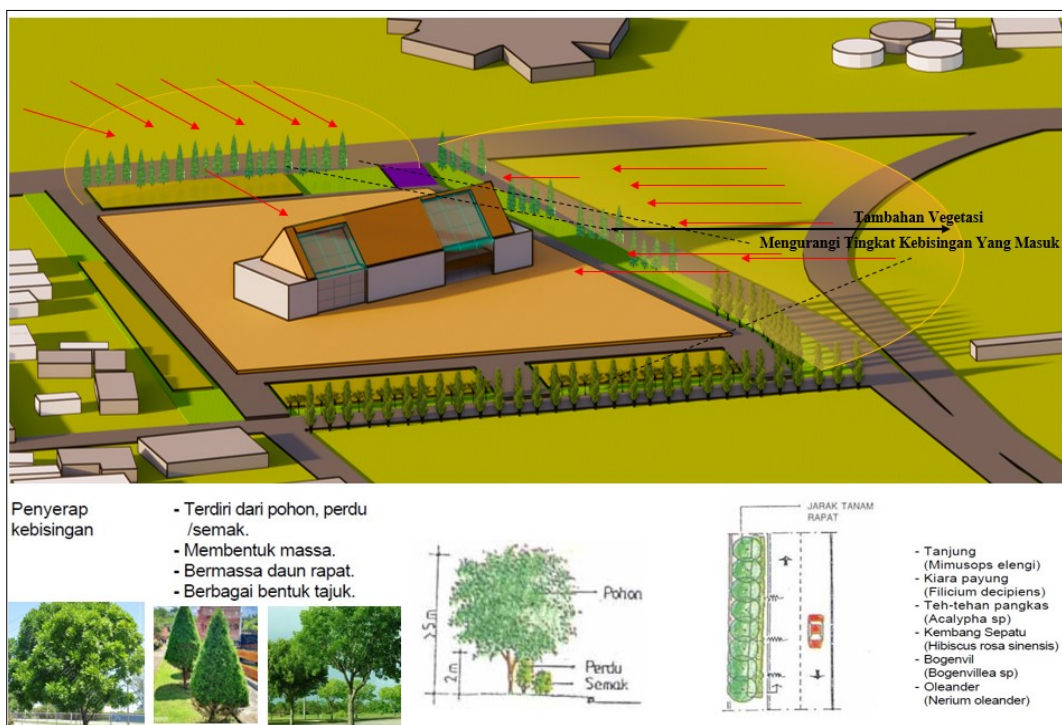 Tambahan Vegetasi
Mengurangi Tingkat Kebisingan Yang Masuk
Penyerap
kebisingan
- Terdiri dari pohon, perdu
/semak.
- Membentuk massa.
- Bermassa daun rapat.
- Berbagai bentuk tajuk.
>5m
2m
Pohon
Perdu
Semak
JARAK TANAM
RAPAT
- Tanjung
(Mimusops elengi)
- Kiara payung
(Filicium decipiens)
- Teh-tehan pangkas
(Acalypha sp)
- Kembang Sepatu
(Hibiscus rosa sinensis)
- Bogenvil
(Bogenvillea sp)
- Oleander
(Nerium oleander)